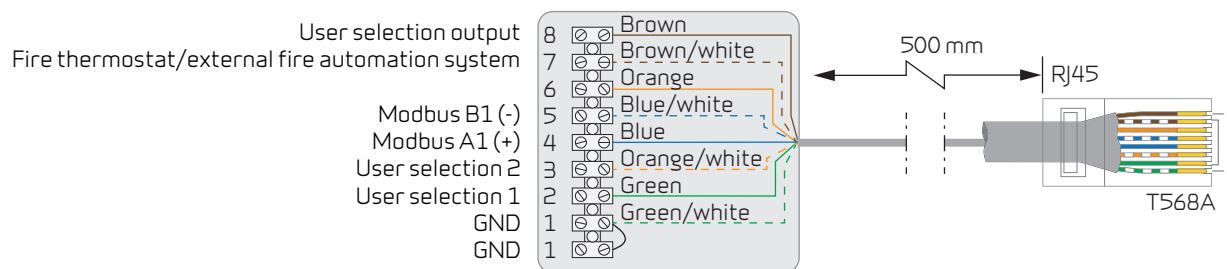 User selection output 8 Brown
Fire thermostat/external fire automation system 7 Brown/white
6 Orange
Modbus B1 (-) 5 Blue/white
Modbus A1 (+) 4 Blue
User selection 2 3 Orange/white
User selection 1 2 Green
GND 1 Green/white
GND 1
500 mm
RJ45
T568A